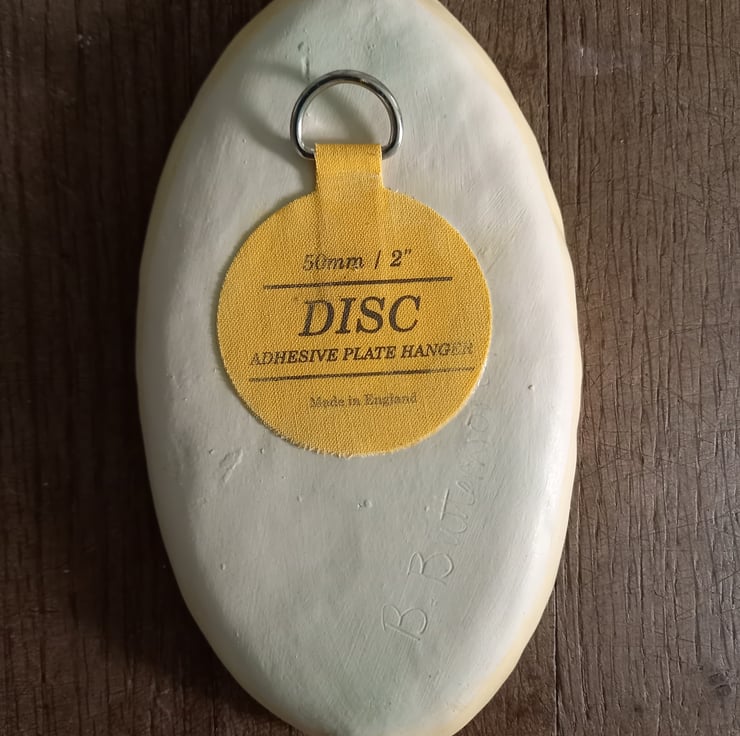 50mm / 2"
DISC
ADHESIVE PLATE HANGER
Made in England
B.